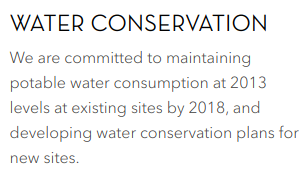 WATER CONSERVATION
We are committed to maintaining
potable water consumption at 2013
levels at existing sites by 2018, and
developing water conservation plans for
new sites.